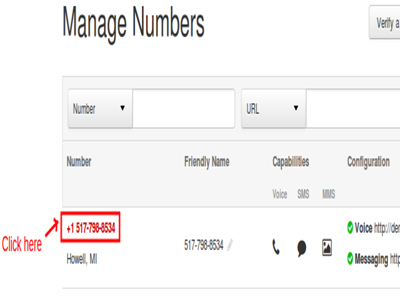 Manage Numbers
Verify a
Number
URL
Number Friendly Name Capabilities Configuration
Voice SMS MMS
+1 517-798-8534
Voice http://der
Click here
517-798-8534
Howell, MI
Messaging http